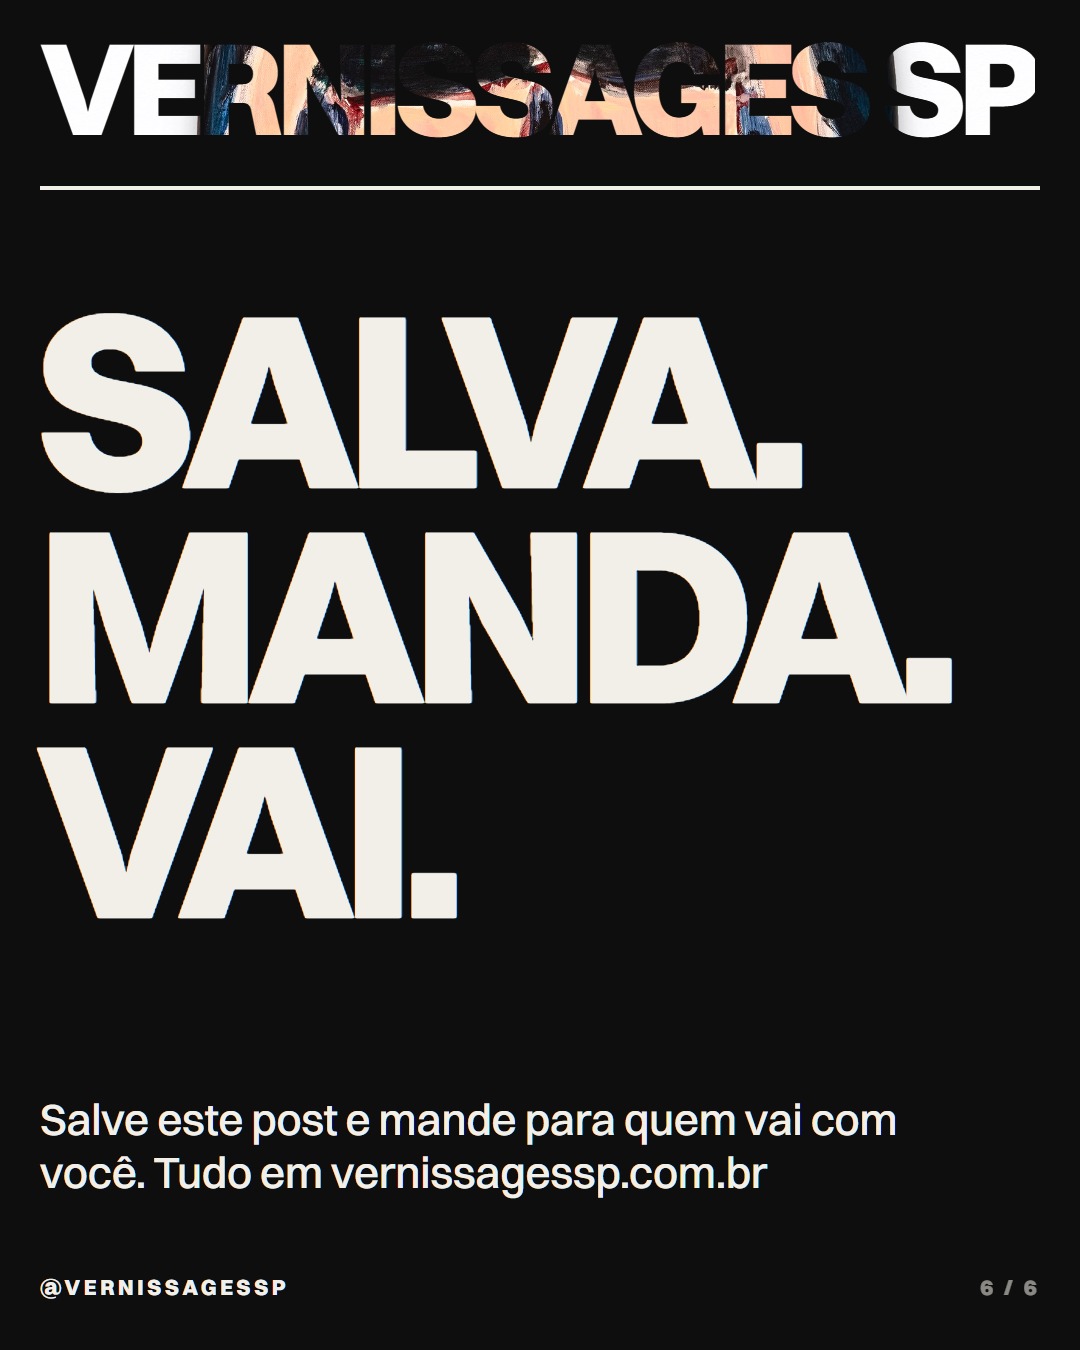 VERNISSAGES SP
SALVA.
MANDA.
VAI.
Salve este post e mande para quem vai com
você. Tudo em vernissagessp.com.br
@VERNISSAGESSP
6 / 6